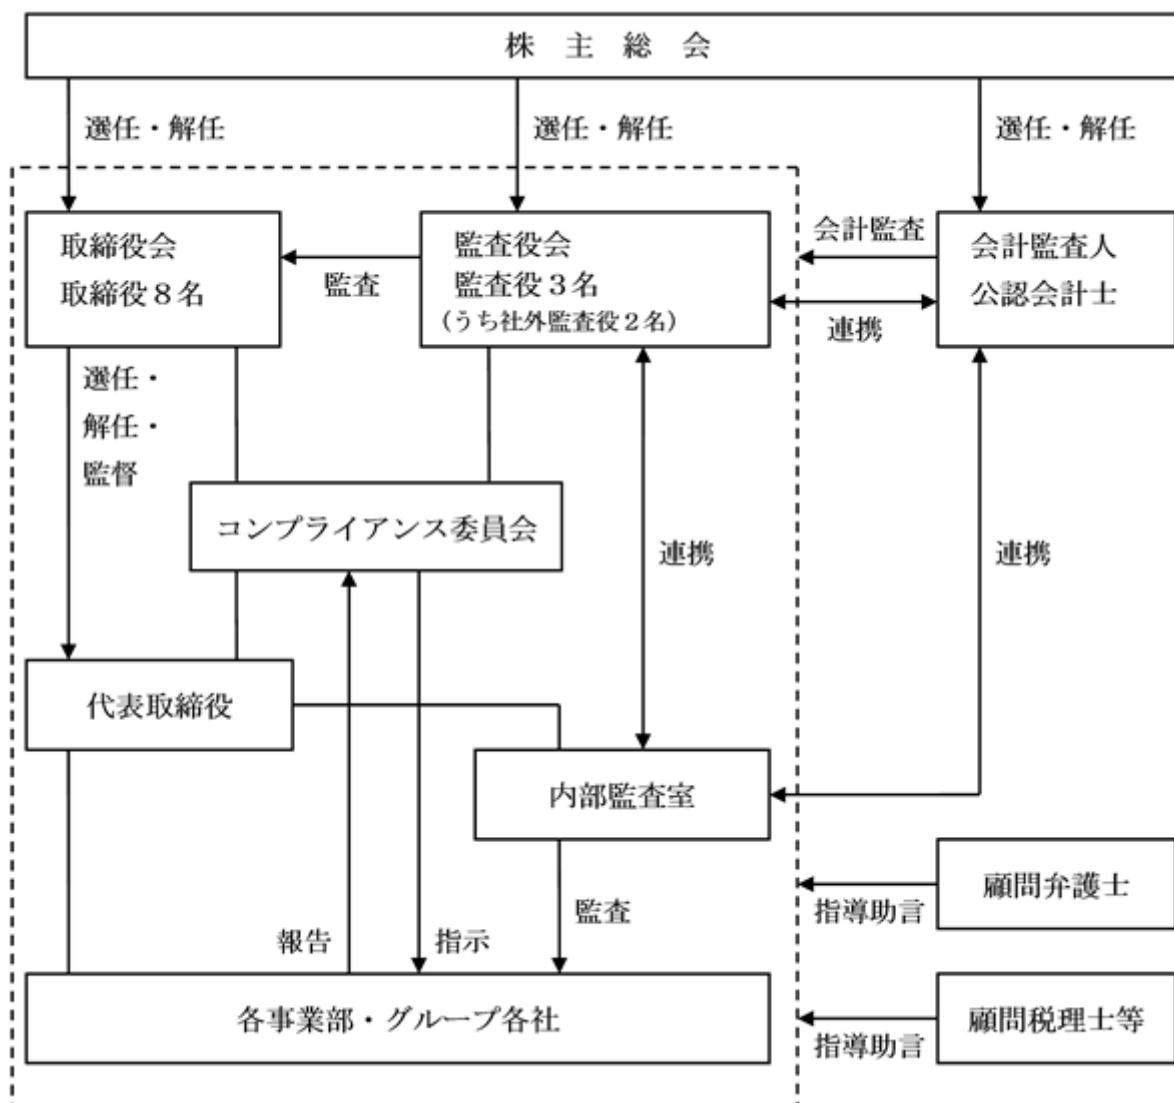 株主総会
選任・解任
選任・解任
選任・解任
取締役会
取締役８名
監査
監査役会
監査役３名
(うち社外監査役２名)
会計監査
連携
会計監査人
公認会計士
選任・
解任・
監督
コンプライアンス委員会
連携
連携
代表取締役
内部監査室
顧問弁護士
指導助言
監査
報告
指示
各事業部・グループ各社
顧問税理士等
指導助言